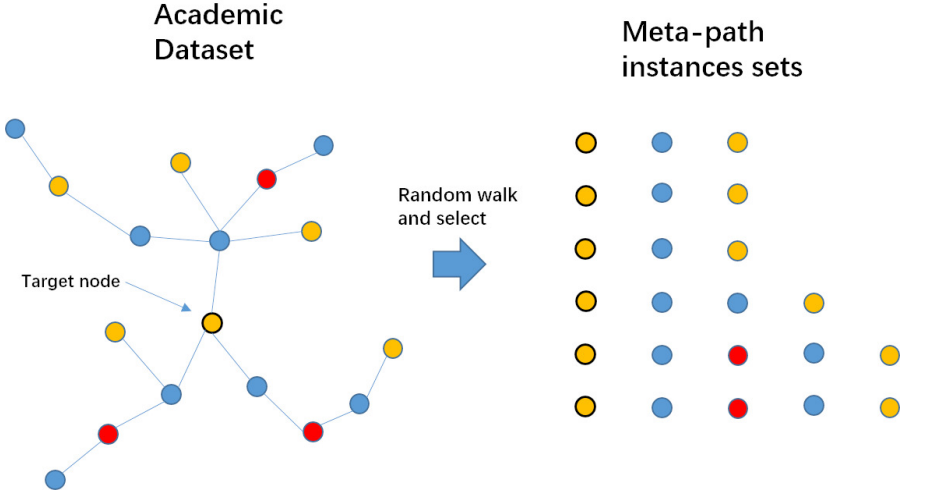 Academic
Dataset
Meta-path
instances sets
Random walk
and select
Target node